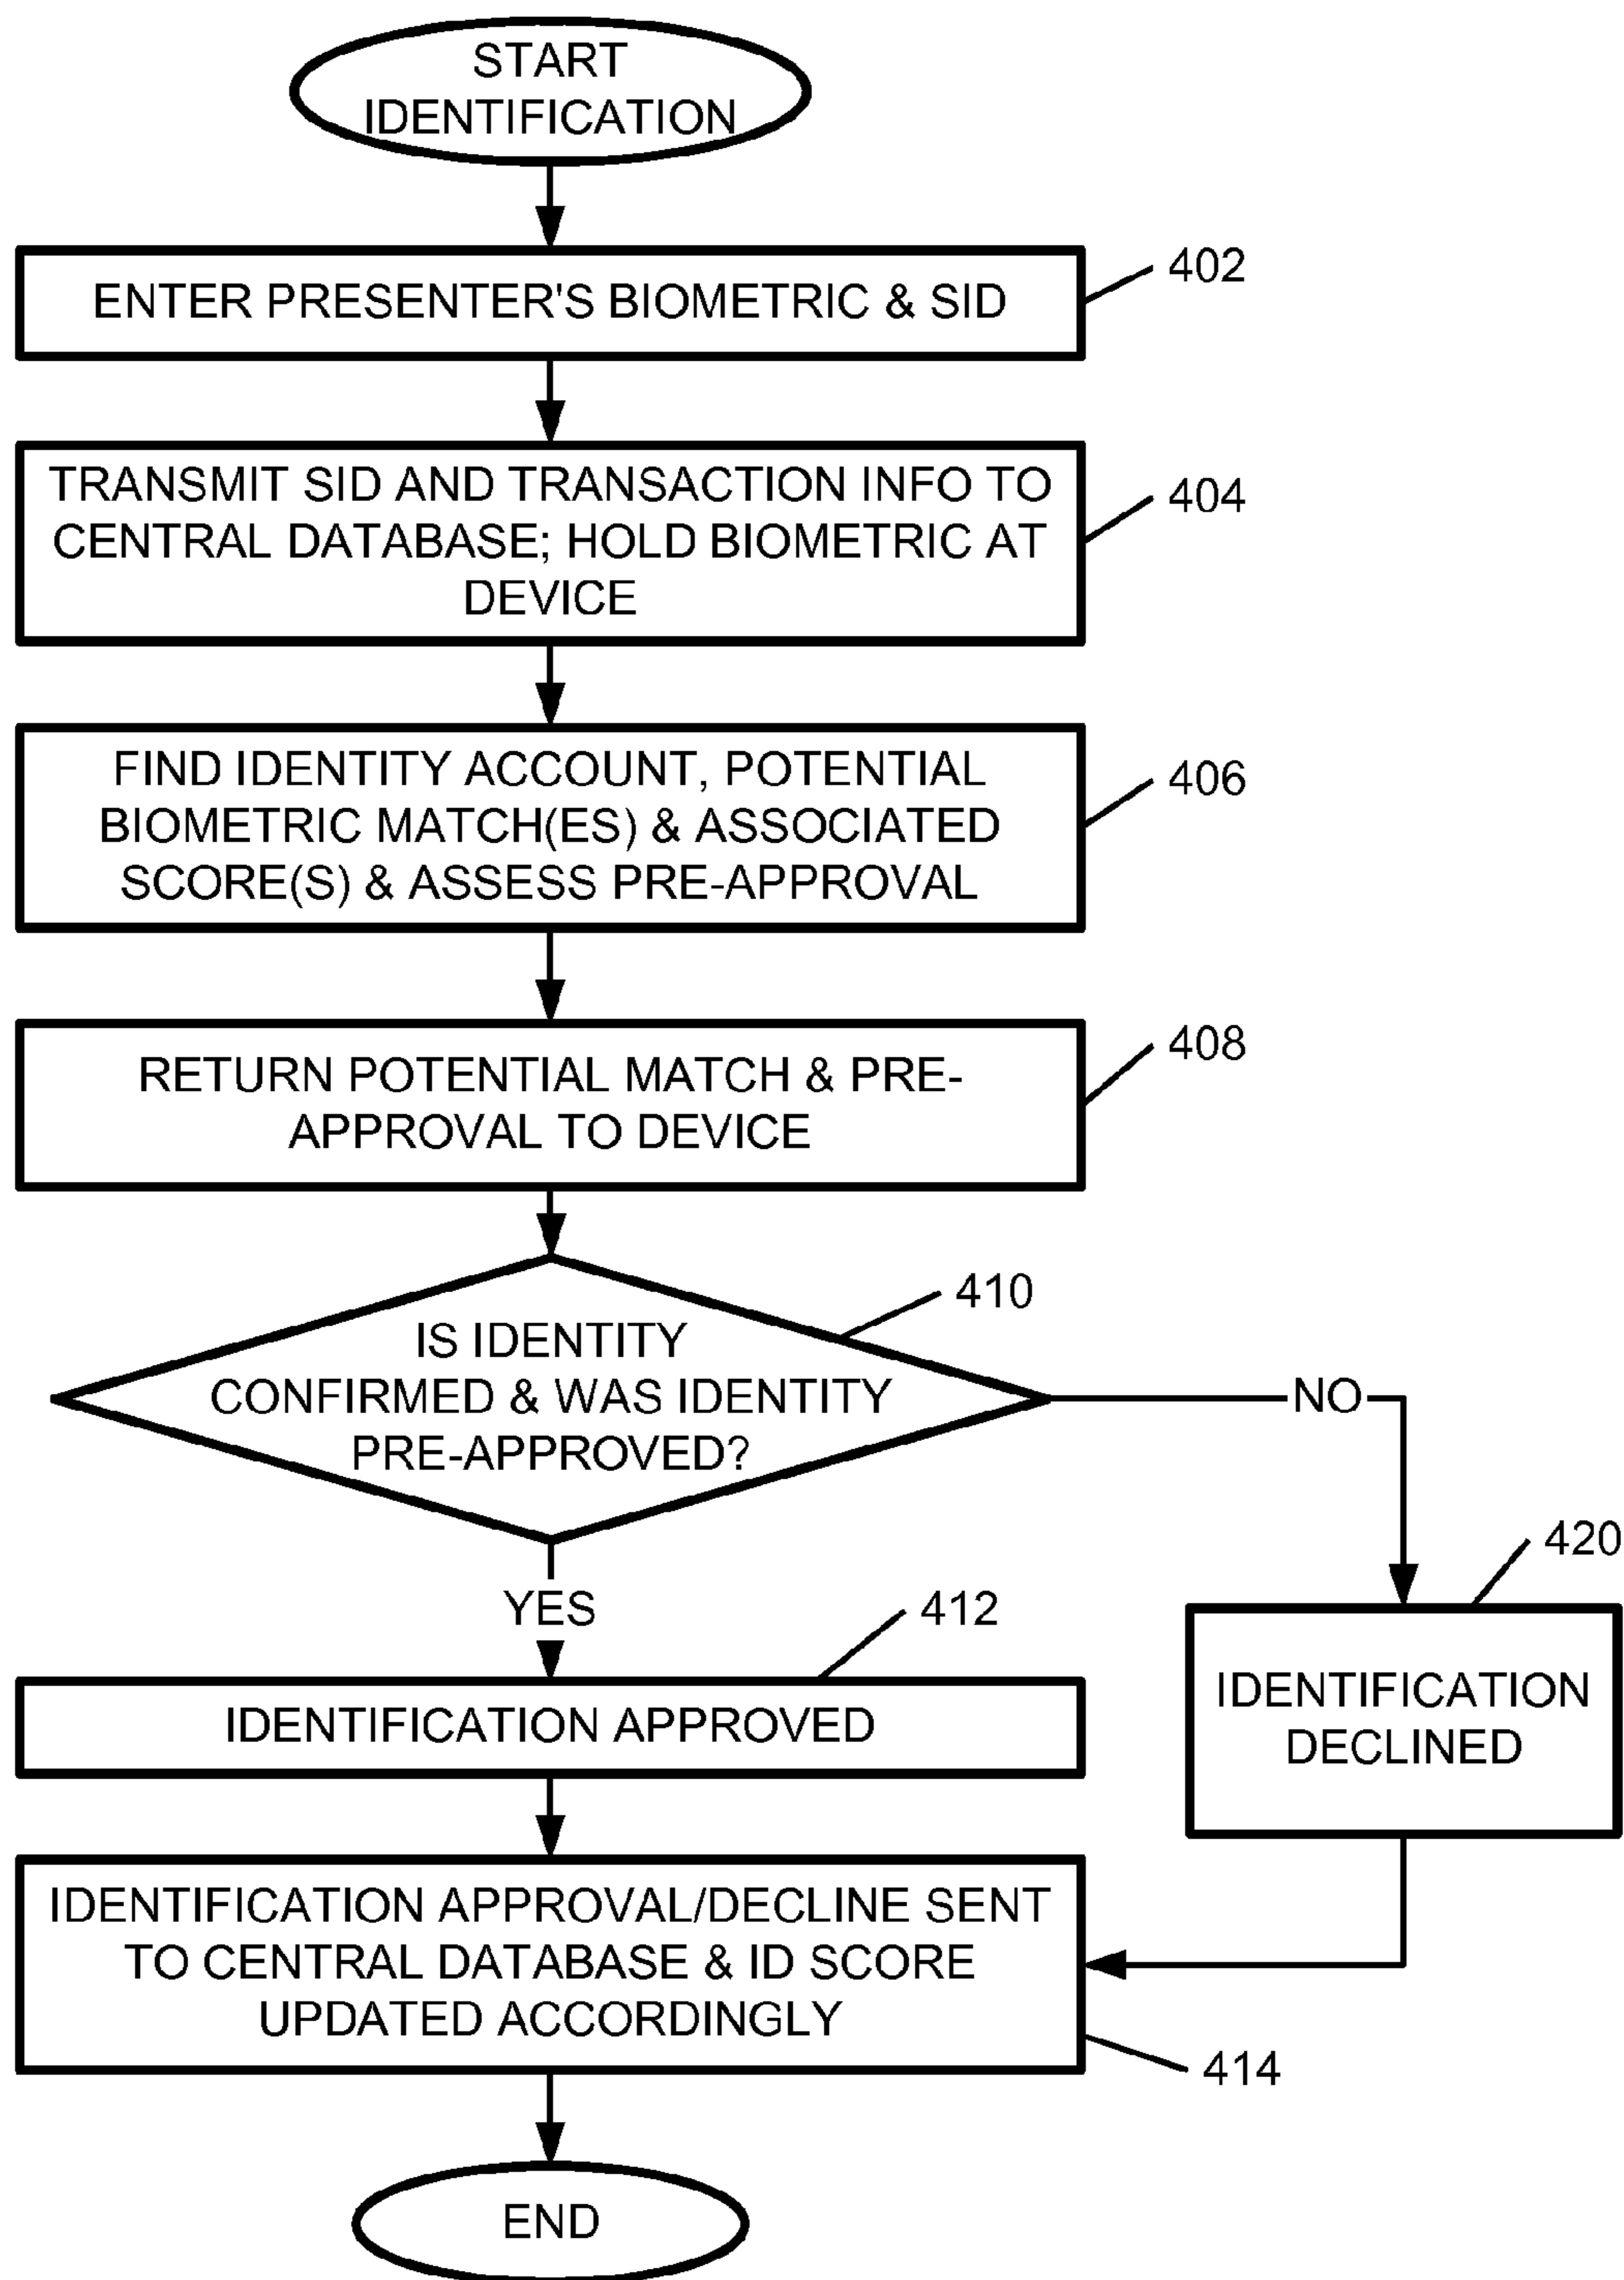 START
IDENTIFICATION
ENTER PRESENTER'S BIOMETRIC & SID
402
TRANSMIT SID AND TRANSACTION INFO TO
CENTRAL DATABASE; HOLD BIOMETRIC AT
DEVICE
404
FIND IDENTITY ACCOUNT, POTENTIAL
BIOMETRIC MATCH(ES) & ASSOCIATED
SCORE(S) & ASSESS PRE-APPROVAL
406
RETURN POTENTIAL MATCH & PRE-
APPROVAL TO DEVICE
408
IS IDENTITY
CONFIRMED & WAS IDENTITY
PRE-APPROVED?
410
NO
YES
412
IDENTIFICATION APPROVED
420
IDENTIFICATION
DECLINED
IDENTIFICATION APPROVAL/DECLINE SENT
TO CENTRAL DATABASE & ID SCORE
UPDATED ACCORDINGLY
414
END